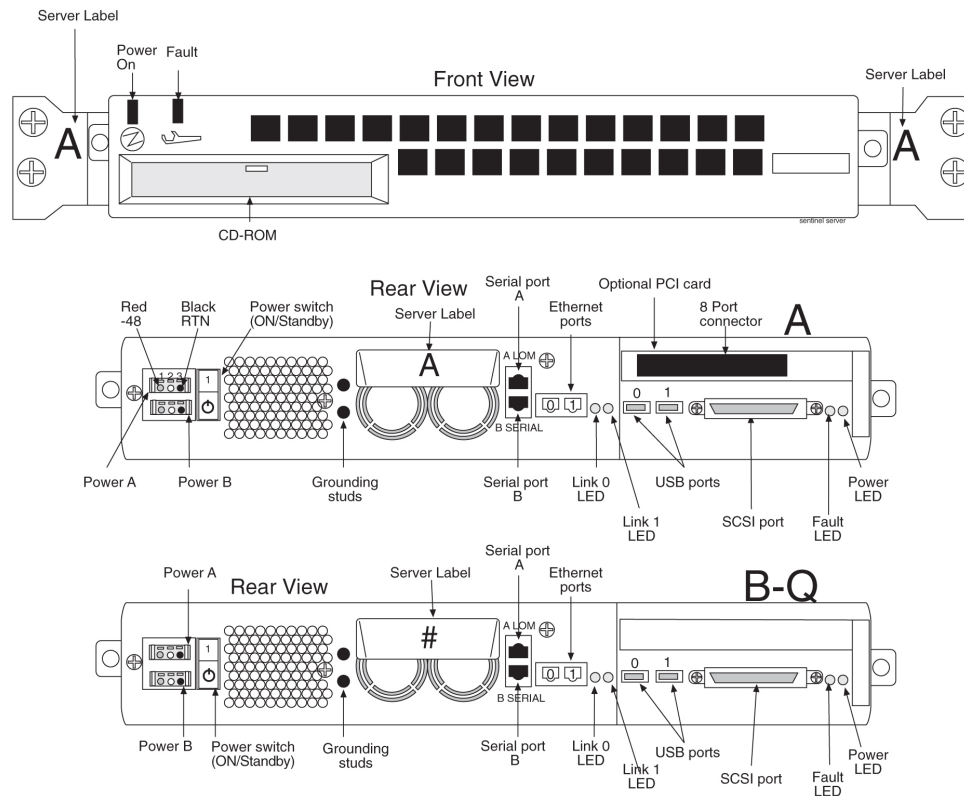 Server Label
Power
On
Fault
Front View
Server Label
A
A
CD-ROM
sentinel server
Rear View
Red
-48
Black
RTN
Power switch
(ON/Standby)
Server Label
Serial port
A
Ethernet
ports
Optional PCI card
8 Port
connector
A
1 2 3
1
A
A LOM
0 1
B SERIAL
0
1
Power A
Power B
Grounding
studs
Serial port
B
Link 0
LED
Link 1
LED
USB ports
SCSI port
Fault
LED
Power
LED
Rear View
Power A
Server Label
Serial port
A
Ethernet
ports
B-Q
1
#
A LOM
0 1
B SERIAL
0
1
Power B
Power switch
(ON/Standby)
Grounding
studs
Serial port
B
Link 0
LED
Link 1
LED
USB ports
SCSI port
Fault
LED
Power
LED